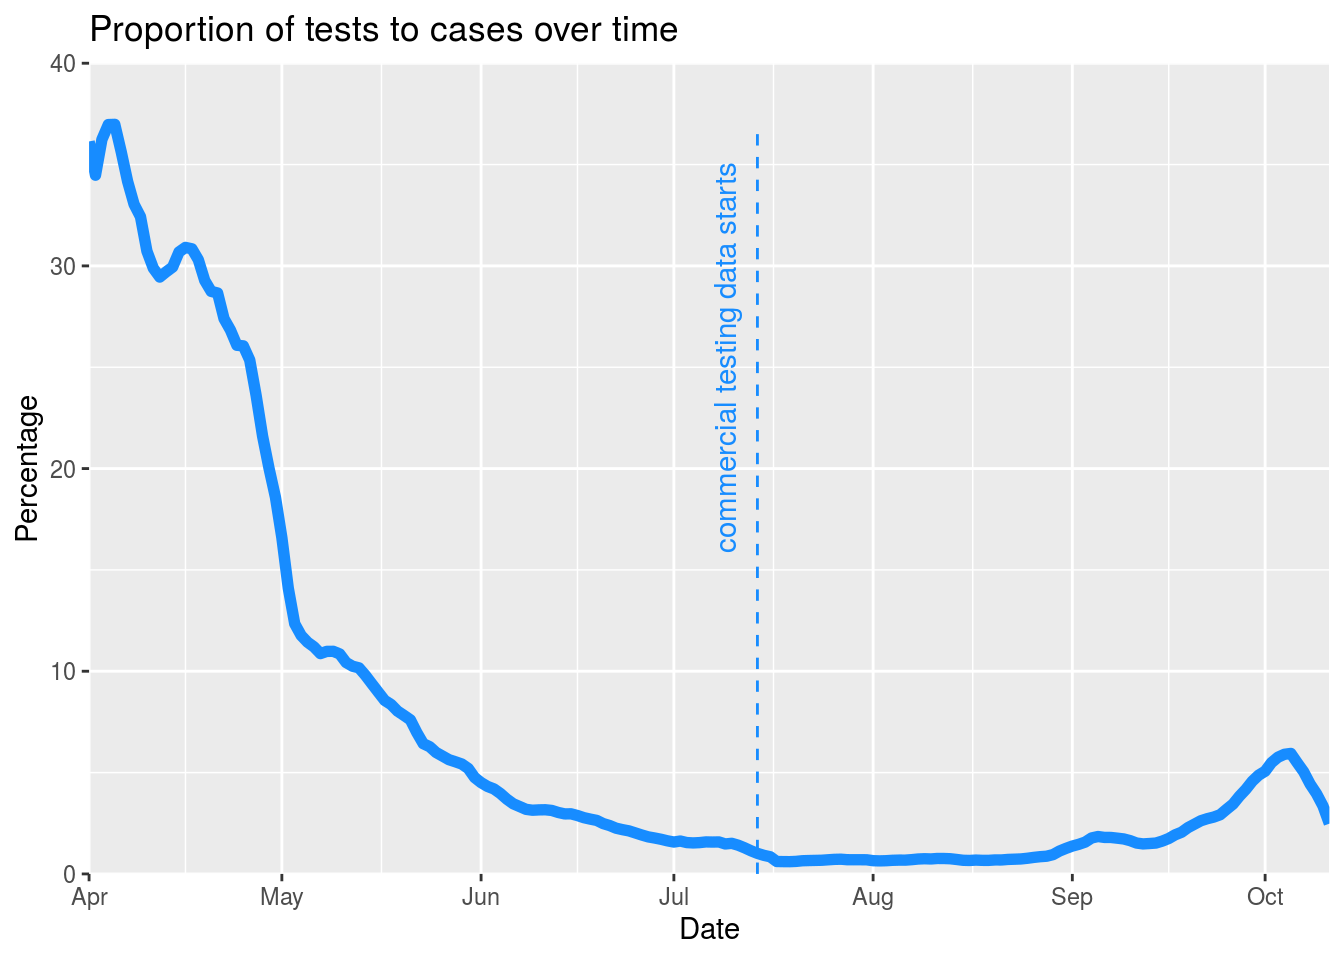 Proportion of tests to cases over time
40
30
20
10
0
Percentage
commercial testing data starts
Apr May Jun Jul Aug Sep Oct
Date